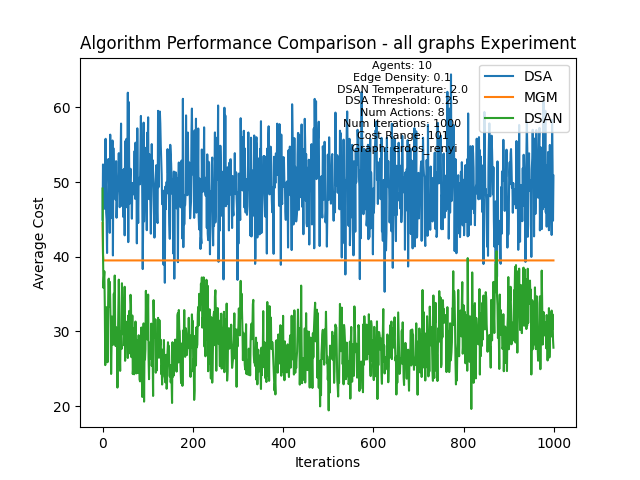 Algorithm Performance Comparison - all graphs Experiment
Agents: 10
Edge Density: 0.1
DSAN Temperature: 2.0
DSA Threshold: 0.25
Num Actions: 8
Num Iterations: 1000
Cost Range: 101
Graph: erdos_renyi
DSA
MGM
DSAN
Average Cost
60
50
40
30
20
0 200 400 600 800 1000
Iterations